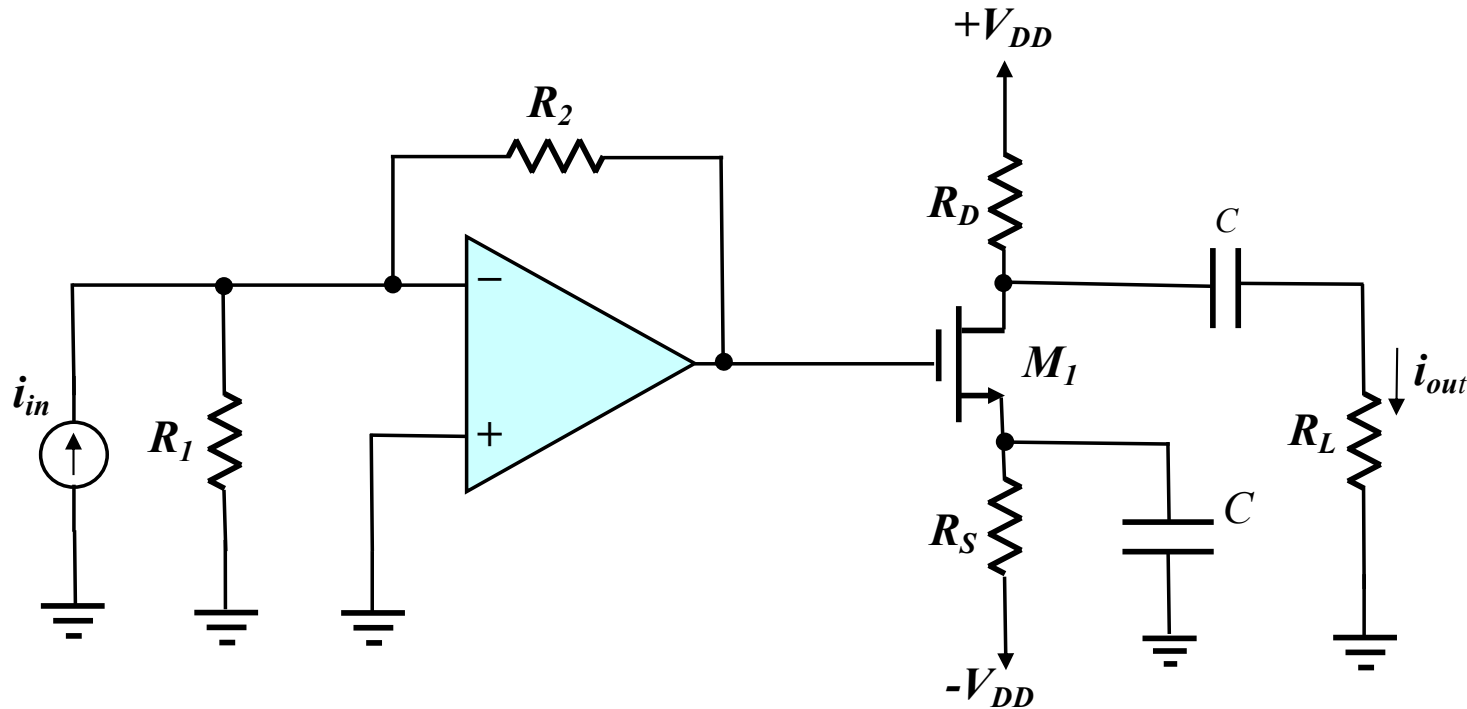 +V_DD
R_2
R_D
C
−
M_1
i_in
i_out
R_1
+
R_L
R_S
C
-V_DD